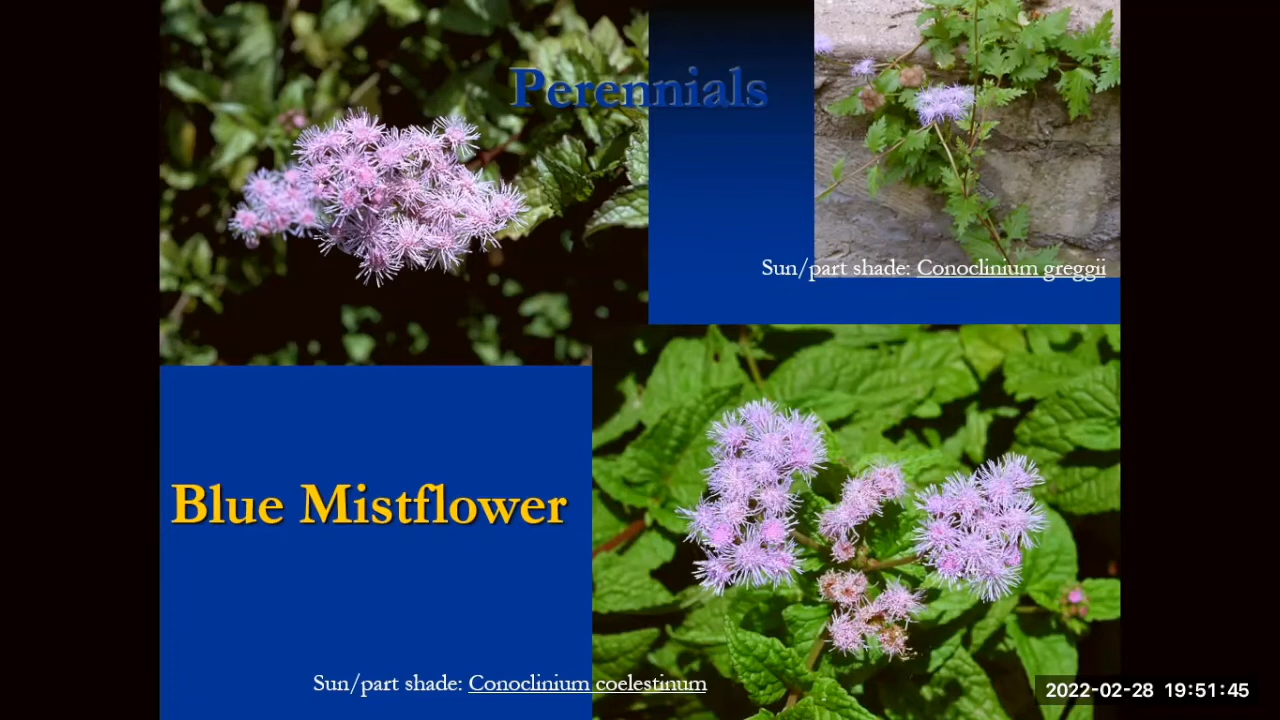 Perennials
Sun/part shade: Conoclinium greggii
Blue Mistflower
Sun/part shade: Conoclinium coelestinum
2022-02-28 19:51:45